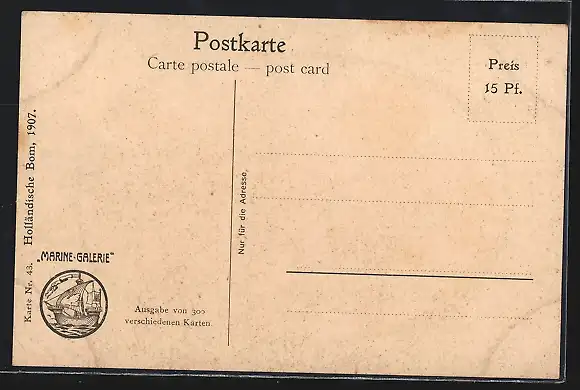 Postkarte
Carte postale — post card
Preis
15 Pf.
Karte Nr. 43. Holländische Bom, 1907.
Nur für die Adresse.
„MARINE-GALERIE“
Ausgabe von 300
verschiedenen Karten.